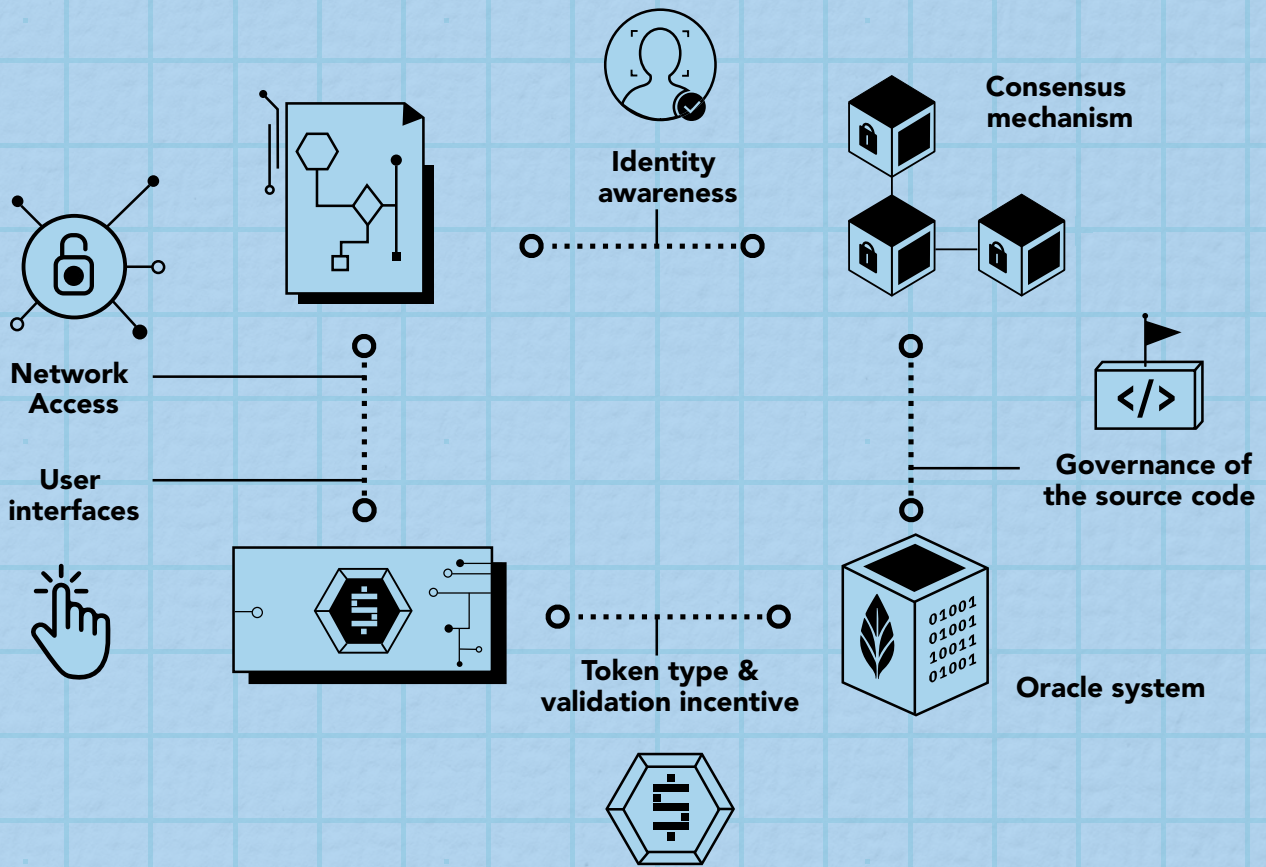 Identity
awareness
Consensus
mechanism
Network
Access
User
interfaces
</>
Governance of
the source code
Token type &
validation incentive
01001
01001
10011
01001
Oracle system